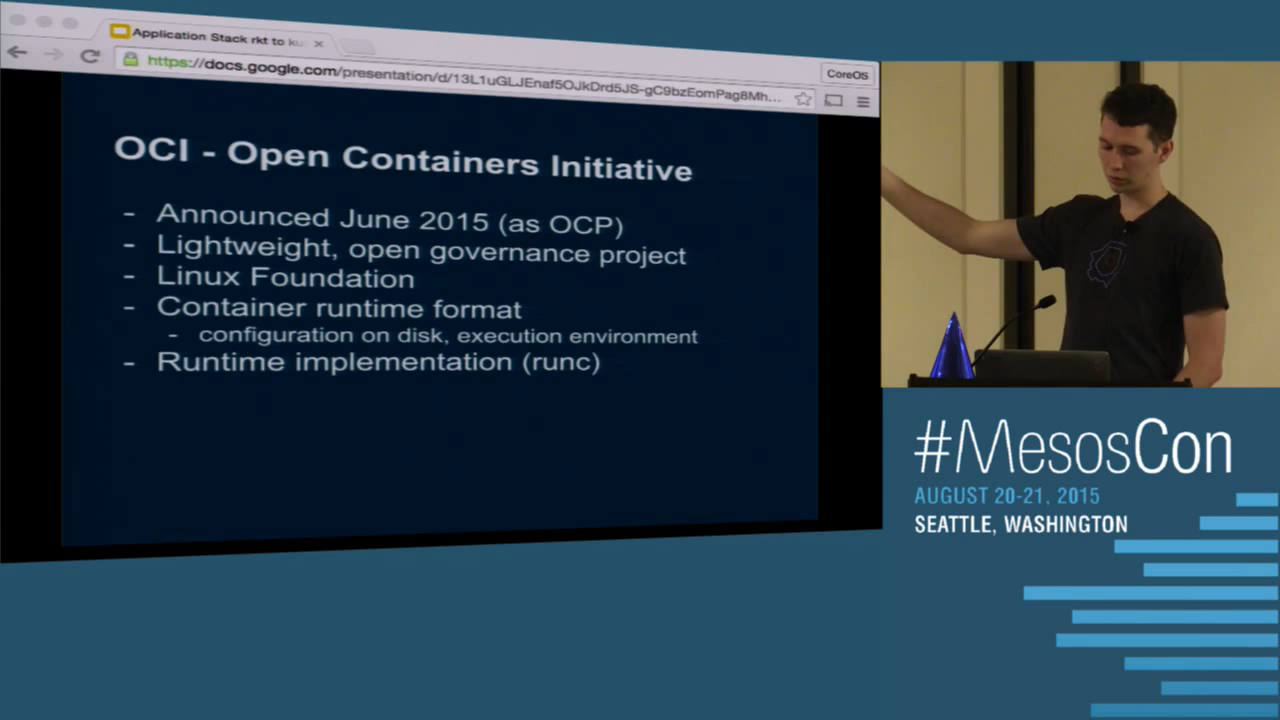 Application Stack rkt to ku
CoreOS
https://docs.google.com/presentation/d/13L1uGLJEnaf5OJkDrd5JS-gC9bzEomPag8Mh...
OCI - Open Containers Initiative
- Announced June 2015 (as OCP)
- Lightweight, open governance project
- Linux Foundation
- Container runtime format
- configuration on disk, execution environment
- Runtime implementation (runc)
#MesosCon
AUGUST 20-21, 2015
SEATTLE, WASHINGTON